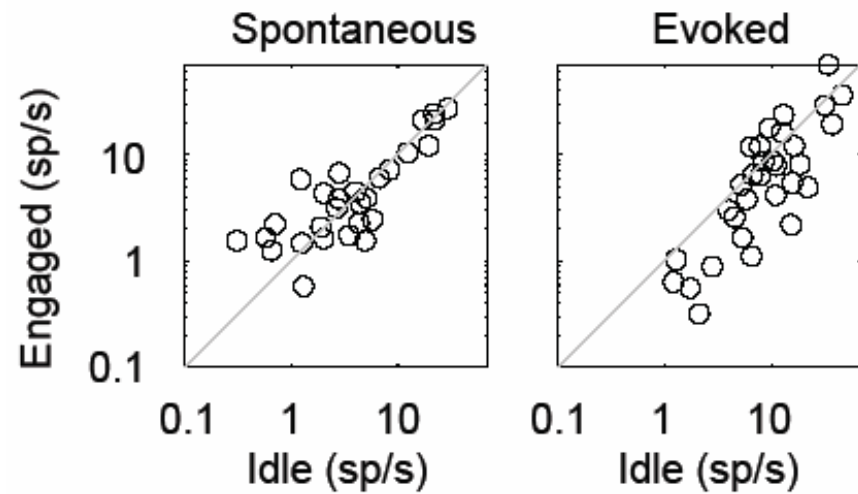 Spontaneous
Evoked
Engaged (sp/s)
10
1
0.1
0.1 1 10
0.1 1 10
Idle (sp/s)
Idle (sp/s)